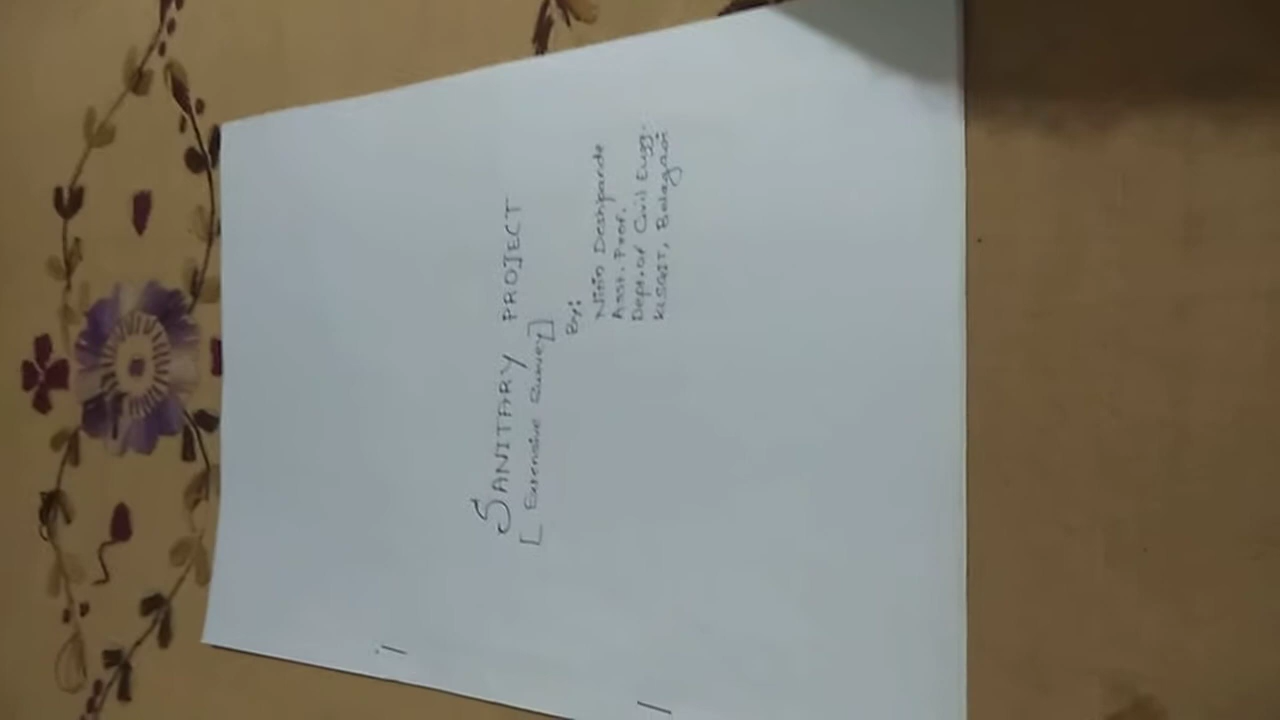 SANITARY PROJECT
[ Extensive Survey]
By:
Nitin Deshpande
Asst. Prof.
Dept. of Civil Engg.
KLSGIT, Belagavi